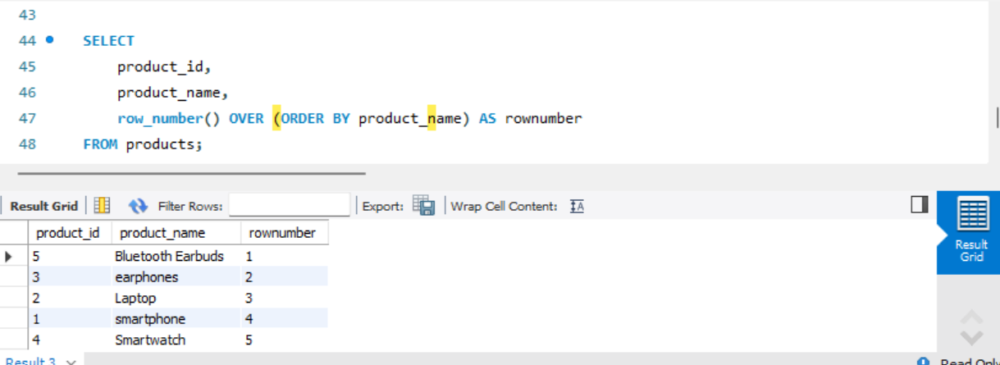 43
44 SELECT
45 product_id,
46 product_name,
47 row_number() OVER (ORDER BY product_name) AS rownumber
48 FROM products;
Result Grid Filter Rows: Export: Wrap Cell Content: IA
product_id product_name rownumber
5 Bluetooth Earbuds 1
3 earphones 2
2 Laptop 3
1 smartphone 4
4 Smartwatch 5
Result
Grid
Result 3 Read Only